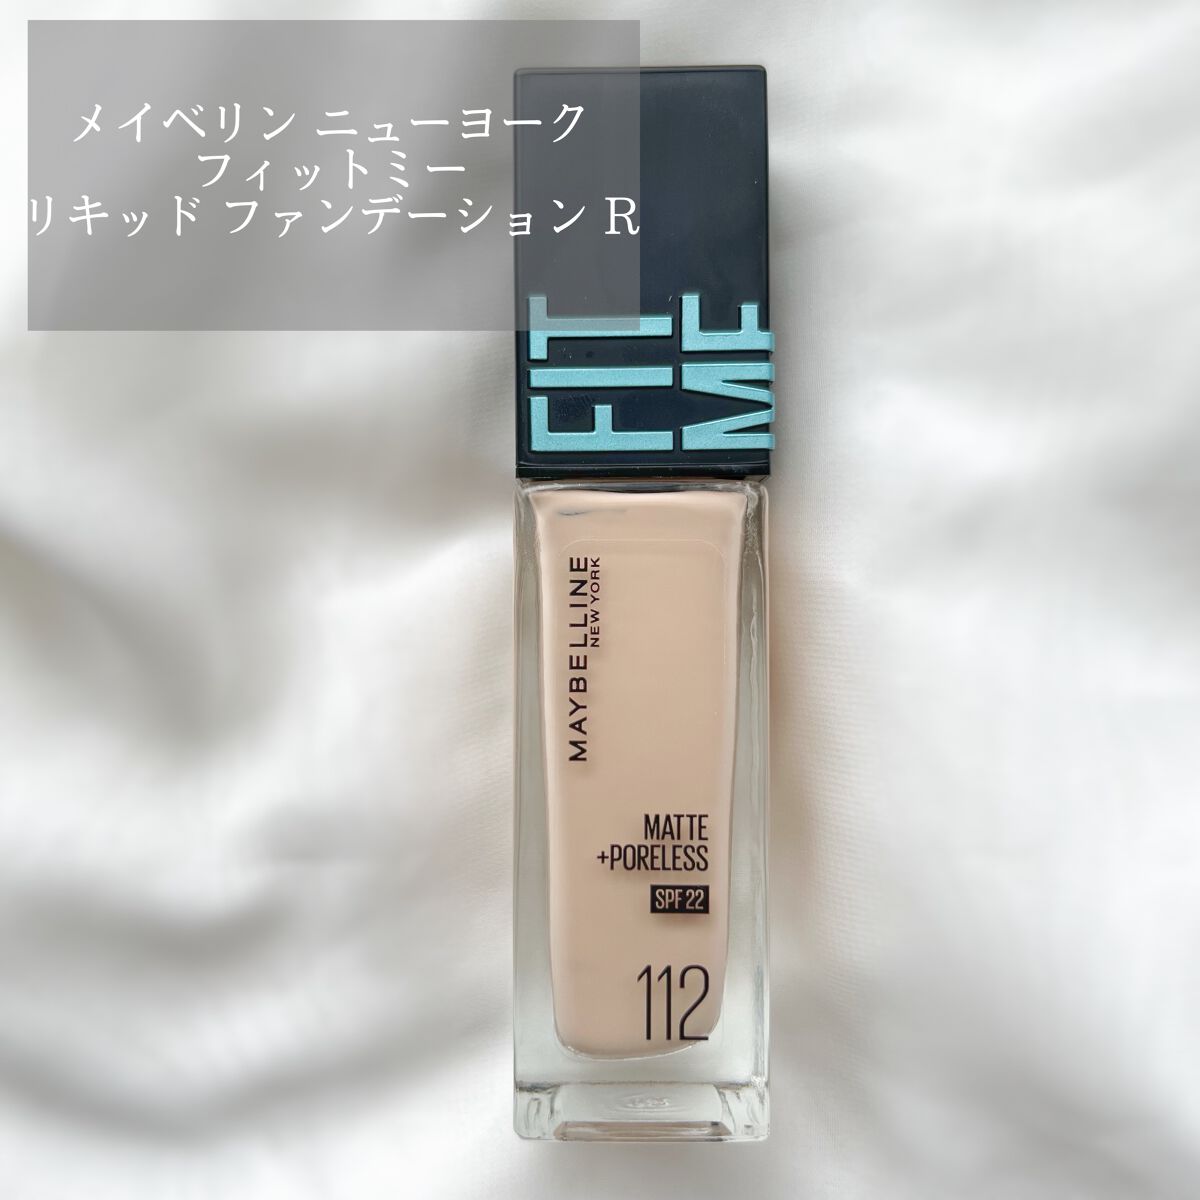 メイベリン ニューヨーク
フィットミー
リキッド ファンデーション R
FIT
ME
MAYBELLINE
NEW YORK
MATTE
+PORELESS
SPF 22
112